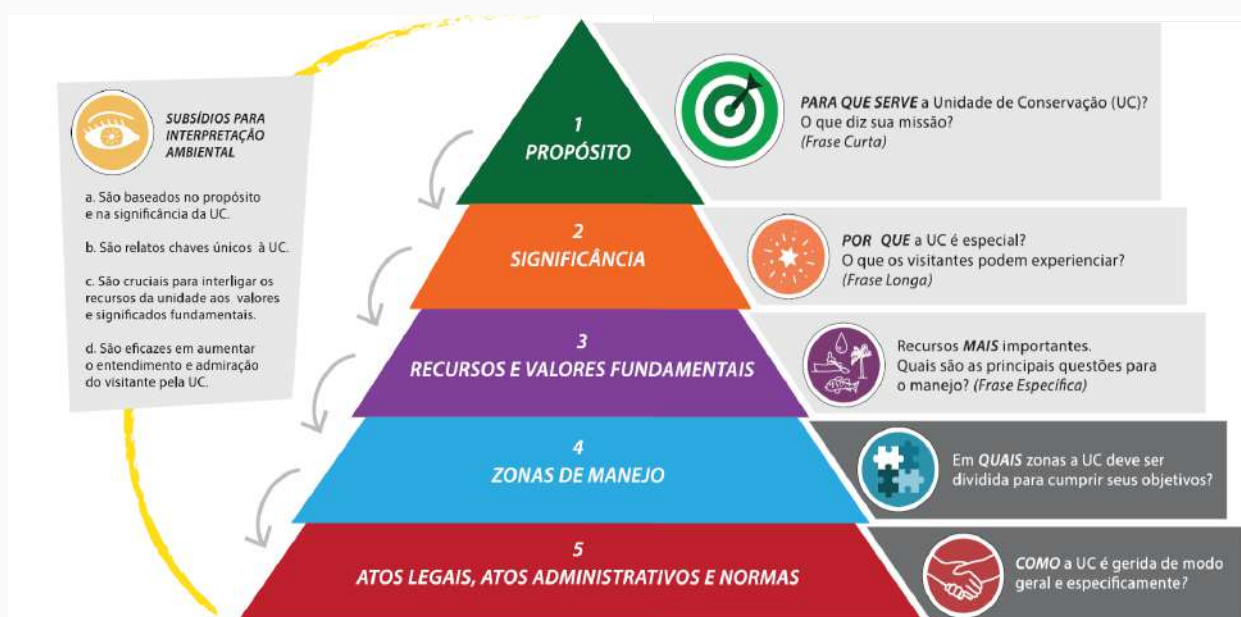 SUBSÍDIOS PARA
INTERPRETAÇÃO
AMBIENTAL
a. São baseados no propósito
e na significância da UC.
b. São relatos chaves únicos à UC.
c. São cruciais para interligar os
recursos da unidade aos valores
e significados fundamentais.
d. São eficazes em aumentar
o entendimento e admiração
do visitante pela UC.
1
PROPÓSITO
PARA QUE SERVE a Unidade de Conservação (UC)?
O que diz sua missão?
(Frase Curta)
2
SIGNIFICÂNCIA
POR QUE a UC é especial?
O que os visitantes podem experienciar?
(Frase Longa)
3
RECURSOS E VALORES FUNDAMENTAIS
Recursos MAIS importantes.
Quais são as principais questões para
o manejo? (Frase Específica)
4
ZONAS DE MANEJO
Em QUAIS zonas a UC deve ser
dividida para cumprir seus objetivos?
5
ATOS LEGAIS, ATOS ADMINISTRATIVOS E NORMAS
COMO a UC é gerida de modo
geral e especificamente?